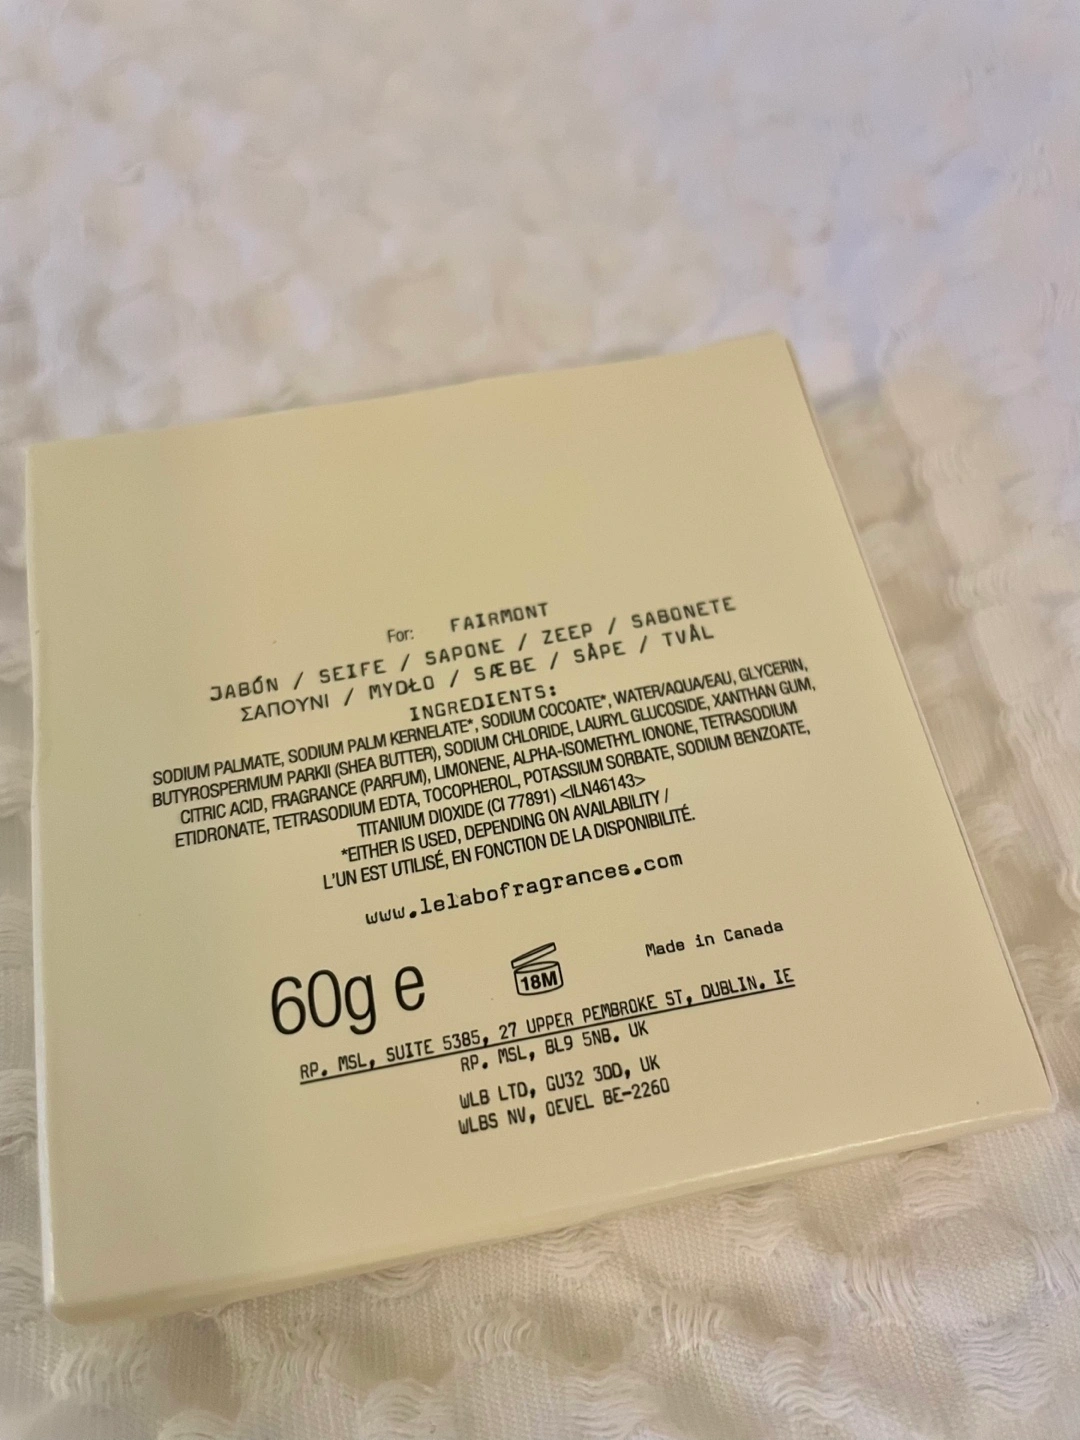 For: FAIRMONT
JABÓN / SEIFE / SAPONE / ZEEP / SABONETE
ΣΑΠΟΥΝΙ / MYDŁO / SÆBE / SÅPE / TVÅL
INGREDIENTS:
SODIUM PALMATE, SODIUM PALM KERNELATE*, SODIUM COCOATE*, WATER/AQUA/EAU, GLYCERIN,
BUTYROSPERMUM PARKII (SHEA BUTTER), SODIUM CHLORIDE, LAURYL GLUCOSIDE, XANTHAN GUM,
CITRIC ACID, FRAGRANCE (PARFUM), LIMONENE, ALPHA-ISOMETHYL IONONE, TETRASODIUM
ETIDRONATE, TETRASODIUM EDTA, TOCOPHEROL, POTASSIUM SORBATE, SODIUM BENZOATE,
TITANIUM DIOXIDE (CI 77891) <ILN46143>
*EITHER IS USED, DEPENDING ON AVAILABILITY /
L'UN EST UTILISÉ, EN FONCTION DE LA DISPONIBILITÉ.
www.lelabofragrances.com
60g e
18M
Made in Canada
RP. MSL, SUITE 5385, 27 UPPER PEMBROKE ST, DUBLIN. IE
RP. MSL, BL9 5NB. UK
WLB LTD, GU32 3DD, UK
WLBS NV, OEVEL BE-2260